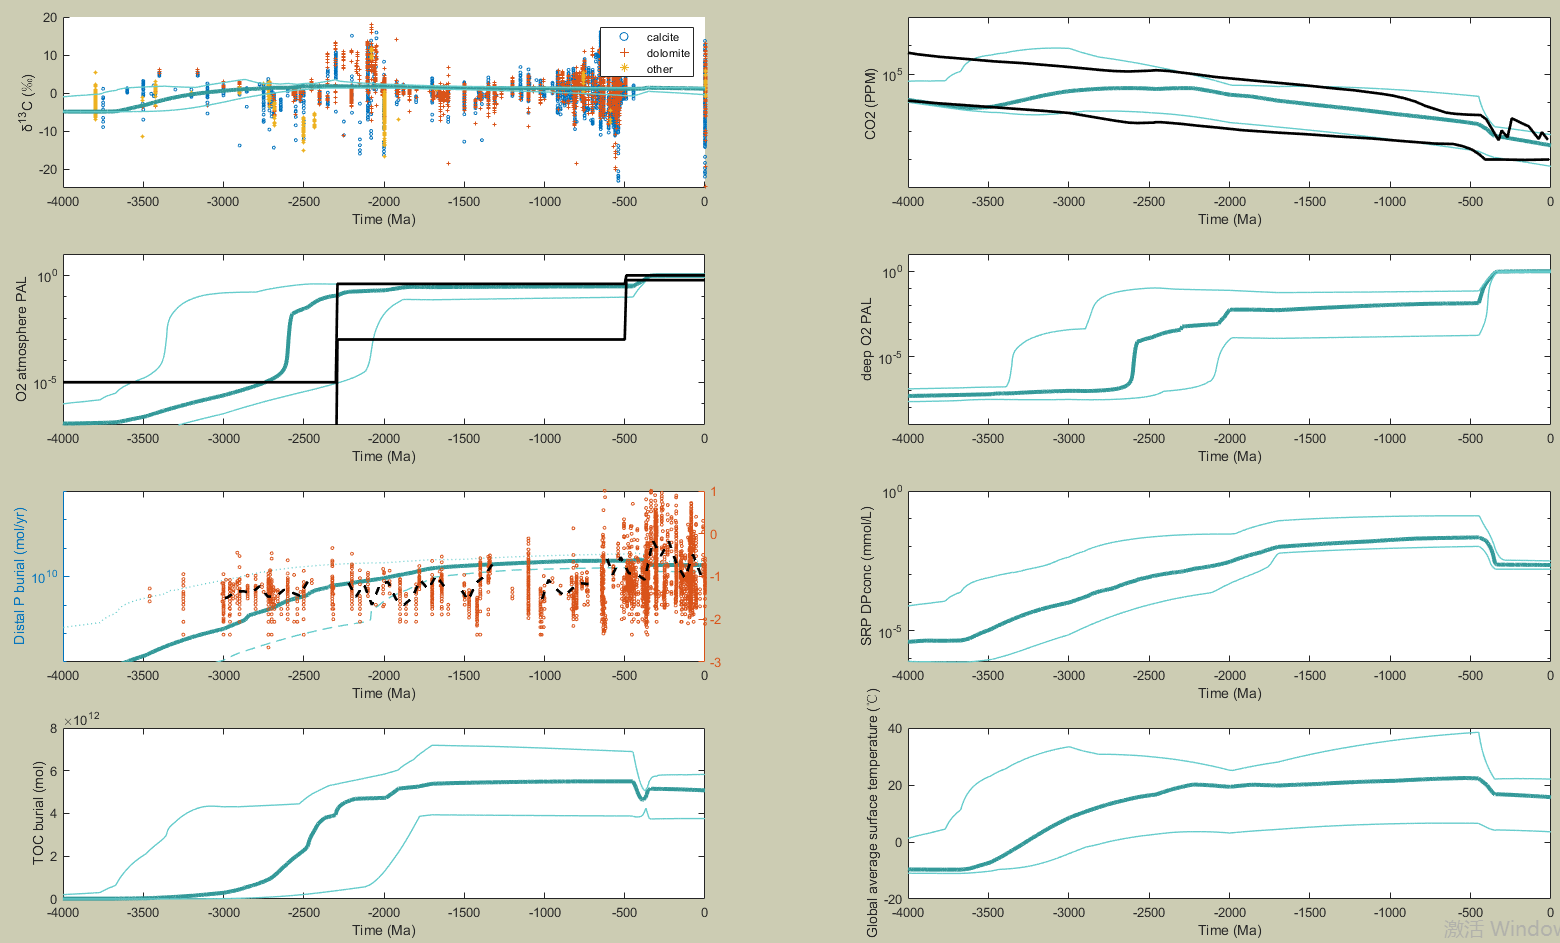 20
10
0
-10
-20
δ13C (‰)
calcite
dolomite
other
-4000 -3500 -3000 -2500 -2000 -1500 -1000 -500 0
Time (Ma)
10^5
CO2 (PPM)
-4000 -3500 -3000 -2500 -2000 -1500 -1000 -500 0
Time (Ma)
10^0
10^-5
O2 atmosphere PAL
-4000 -3500 -3000 -2500 -2000 -1500 -1000 -500 0
Time (Ma)
10^0
10^-5
deep O2 PAL
-4000 -3500 -3000 -2500 -2000 -1500 -1000 -500 0
Time (Ma)
10^10
Distal P burial (mol/yr)
1
0
-1
-2
-3
-4000 -3500 -3000 -2500 -2000 -1500 -1000 -500 0
Time (Ma)
10^0
10^-5
SRP DPconc (mmol/L)
-4000 -3500 -3000 -2500 -2000 -1500 -1000 -500 0
Time (Ma)
×10^12
8
6
4
2
0
TOC burial (mol)
-4000 -3500 -3000 -2500 -2000 -1500 -1000 -500 0
Time (Ma)
40
20
0
-20
Global average surface temperature (℃)
-4000 -3500 -3000 -2500 -2000 -1500 -1000 -500 0
Time (Ma)
激活 Window